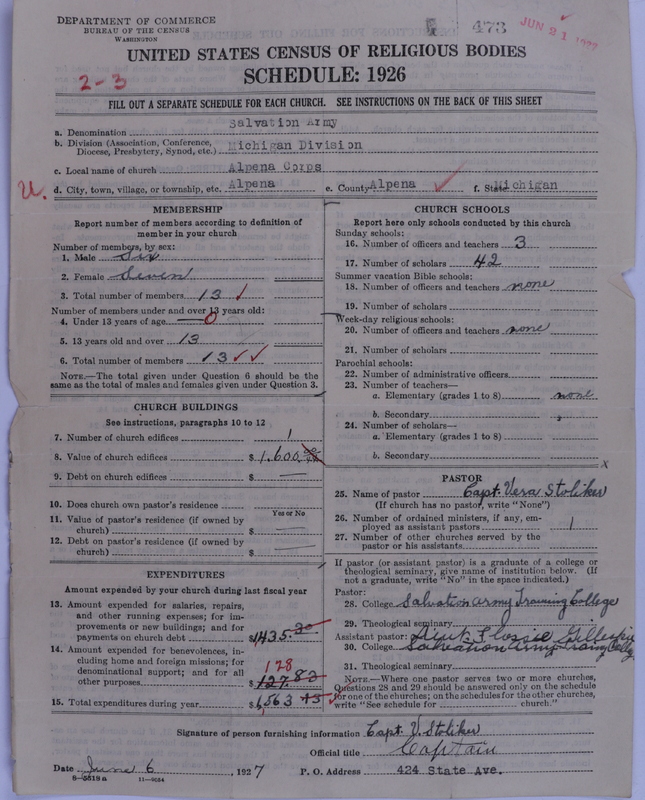 DEPARTMENT OF COMMERCE
BUREAU OF THE CENSUS
WASHINGTON
473
JUN 21 1927
UNITED STATES CENSUS OF RELIGIOUS BODIES
SCHEDULE: 1926
2-3
FILL OUT A SEPARATE SCHEDULE FOR EACH CHURCH. SEE INSTRUCTIONS ON THE BACK OF THIS SHEET
a. Denomination Salvation Army
b. Division (Association, Conference, Diocese, Presbytery, Synod, etc.) Michigan Division
c. Local name of church Alpena Corps
U. d. City, town, village, or township, etc. Alpena e. County Alpena f. State Michigan
MEMBERSHIP
Report number of members according to definition of
member in your church
Number of members, by sex:
1. Male Six
2. Female Seven
3. Total number of members 13
Number of members under and over 13 years old:
4. Under 13 years of age 0
5. 13 years old and over 13
6. Total number of members 13
NOTE.—The total given under Question 6 should be the
same as the total of males and females given under Question 3.
CHURCH BUILDINGS
See instructions, paragraphs 10 to 12
7. Number of church edifices 1
8. Value of church edifices $1,600
9. Debt on church edifices $
10. Does church own pastor's residence
Yes or No
11. Value of pastor's residence (if owned by
church) $
12. Debt on pastor's residence (if owned by
church) $
EXPENDITURES
Amount expended by your church during last fiscal year
13. Amount expended for salaries, repairs,
and other running expenses; for im-
provements or new buildings; and for
payments on church debt $1435.30
14. Amount expended for benevolences, in-
cluding home and foreign missions; for
denominational support; and for all
other purposes $127.83
128
15. Total expenditures during year $1,563 13
CHURCH SCHOOLS
Report here only schools conducted by this church
Sunday schools:
16. Number of officers and teachers 3
17. Number of scholars 42
Summer vacation Bible schools:
18. Number of officers and teachers none
19. Number of scholars
Week-day religious schools:
20. Number of officers and teachers none
21. Number of scholars
Parochial schools:
22. Number of administrative officers
23. Number of teachers—
a. Elementary (grades 1 to 8) none
b. Secondary
24. Number of scholars—
a. Elementary (grades 1 to 8)
b. Secondary
PASTOR
25. Name of pastor Capt. Vera Stoliker
(If church has no pastor, write "None")
26. Number of ordained ministers, if any, em-
ployed as assistant pastors 1
27. Number of other churches served by the
pastor or his assistants
If pastor (or assistant pastor) is a graduate of a college or
theological seminary, give name of institution below. (If
not a graduate, write "No" in the space indicated.)
Pastor:
28. College Salvation Army Training College
29. Theological seminary
Assistant pastor: Lieut. Flossie Gillespie
30. College Salvation Army Traing College
31. Theological seminary
NOTE.—Where one pastor serves two or more churches,
Questions 28 and 29 should be answered only on the schedule
for one of the churches; on the schedules for the other churches,
write "See schedule for church."
Signature of person furnishing information Capt. V. Stoliker
Official title Captain
Date June 6, 1927 P. O. Address 424 State Ave.
8-5818a 11-9054